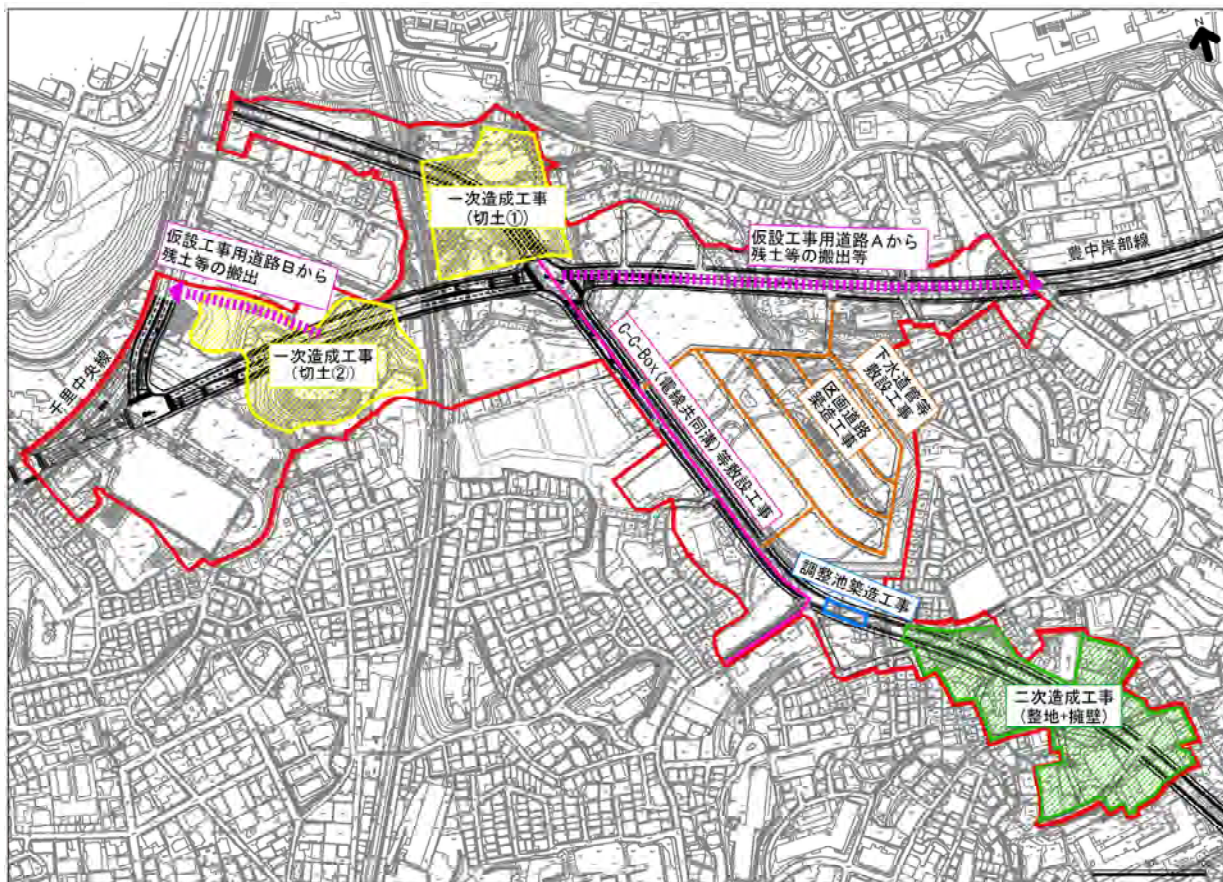 Z
一次造成工事
(切土①)
仮設工事用道路Aから
残土等の搬出等
豊中岸部線
仮設工事用道路Bから
残土等の搬出
一次造成工事
(切土②)
千里中央線
C-C-Box(電線共同溝)等敷設工事
下水道管等
敷設工事
区画道路
築造工事
調整池築造工事
二次造成工事
(整地+擁壁)